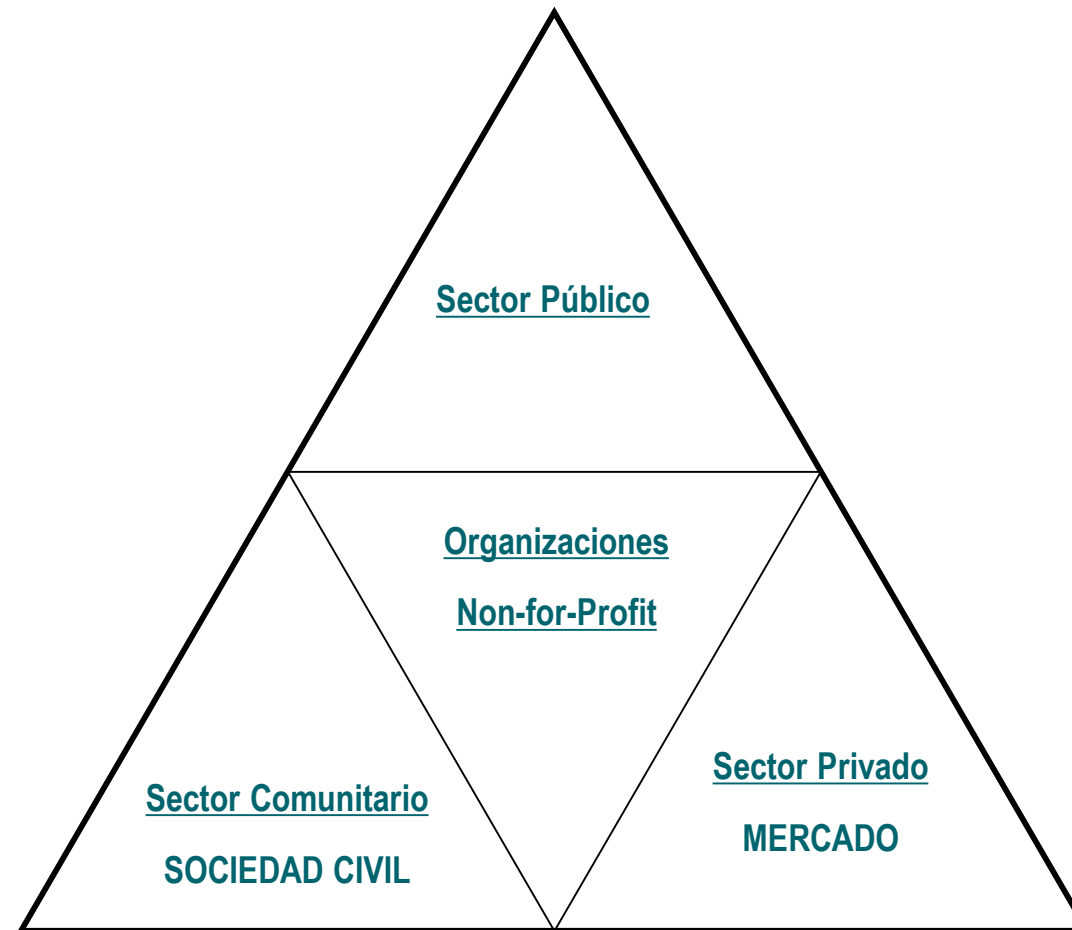 Sector Público
Organizaciones
Non-for-Profit
Sector Comunitario
SOCIEDAD CIVIL
Sector Privado
MERCADO